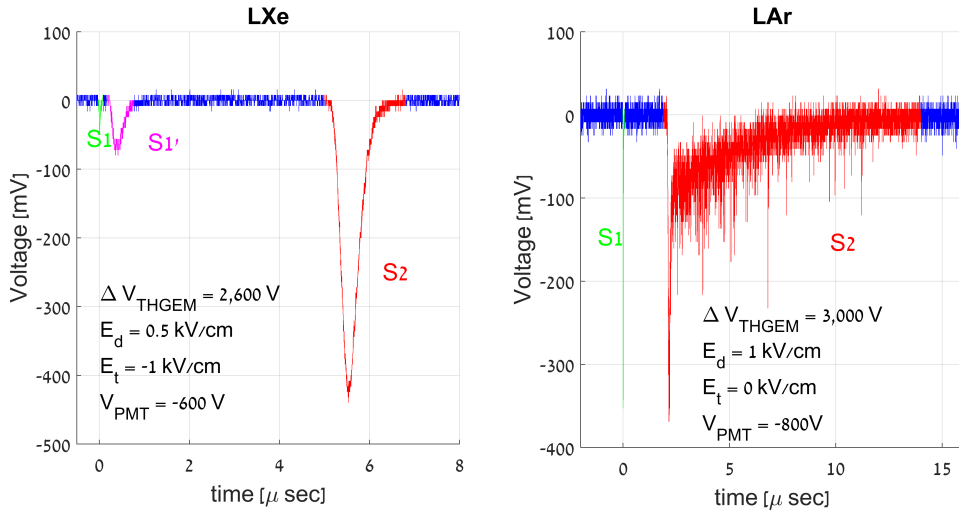 LXe
100
0
-100
-200
-300
-400
-500
Voltage [mV]
S1
S1'
S2
Δ V_THGEM = 2,600 V
E_d = 0.5 kV/cm
E_t = -1 kV/cm
V_PMT = -600 V
0 2 4 6 8
time [μ sec]
LAr
100
0
-100
-200
-300
-400
Voltage [mV]
S1
S2
Δ V_THGEM = 3,000 V
E_d = 1 kV/cm
E_t = 0 kV/cm
V_PMT = -800V
0 5 10 15
time [μ sec]